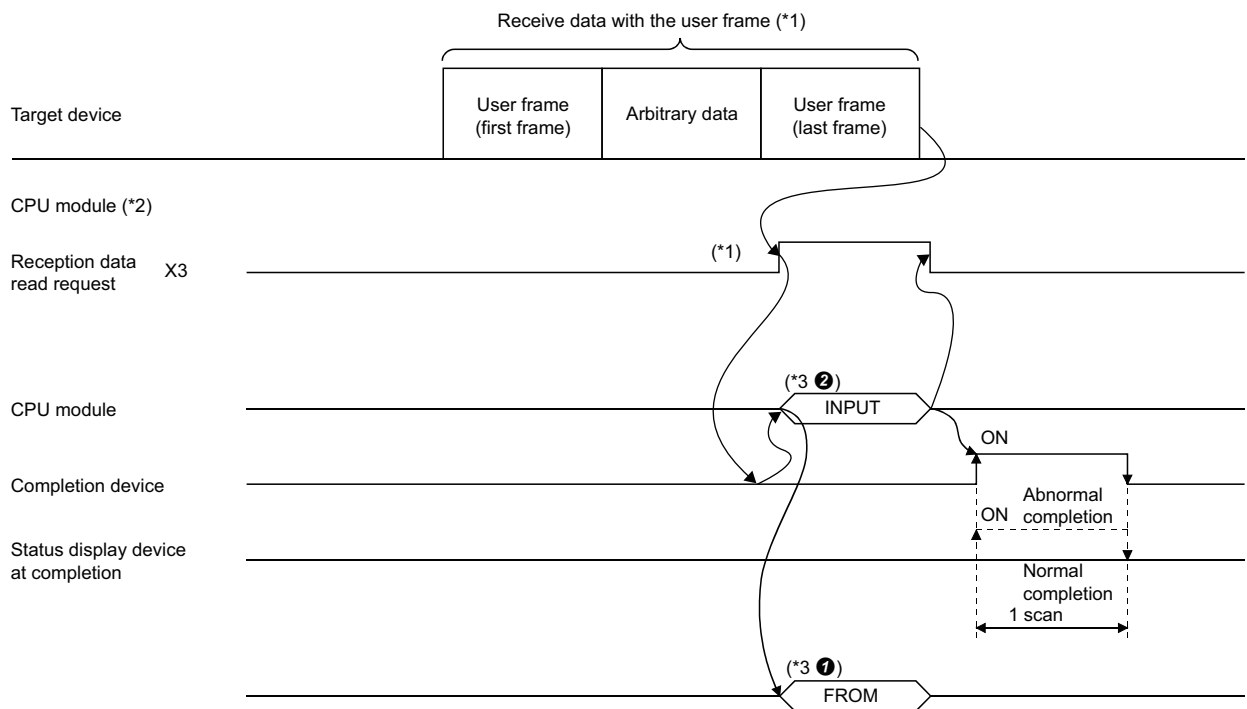 Receive data with the user frame (*1)
Target device
User frame
(first frame)
Arbitrary data
User frame
(last frame)
CPU module (*2)
Reception data
read request
X3
(*1)
(*3 ❷)
CPU module
INPUT
ON
Completion device
Abnormal
completion
ON
Status display device
at completion
Normal
completion
1 scan
(*3 ❶)
FROM